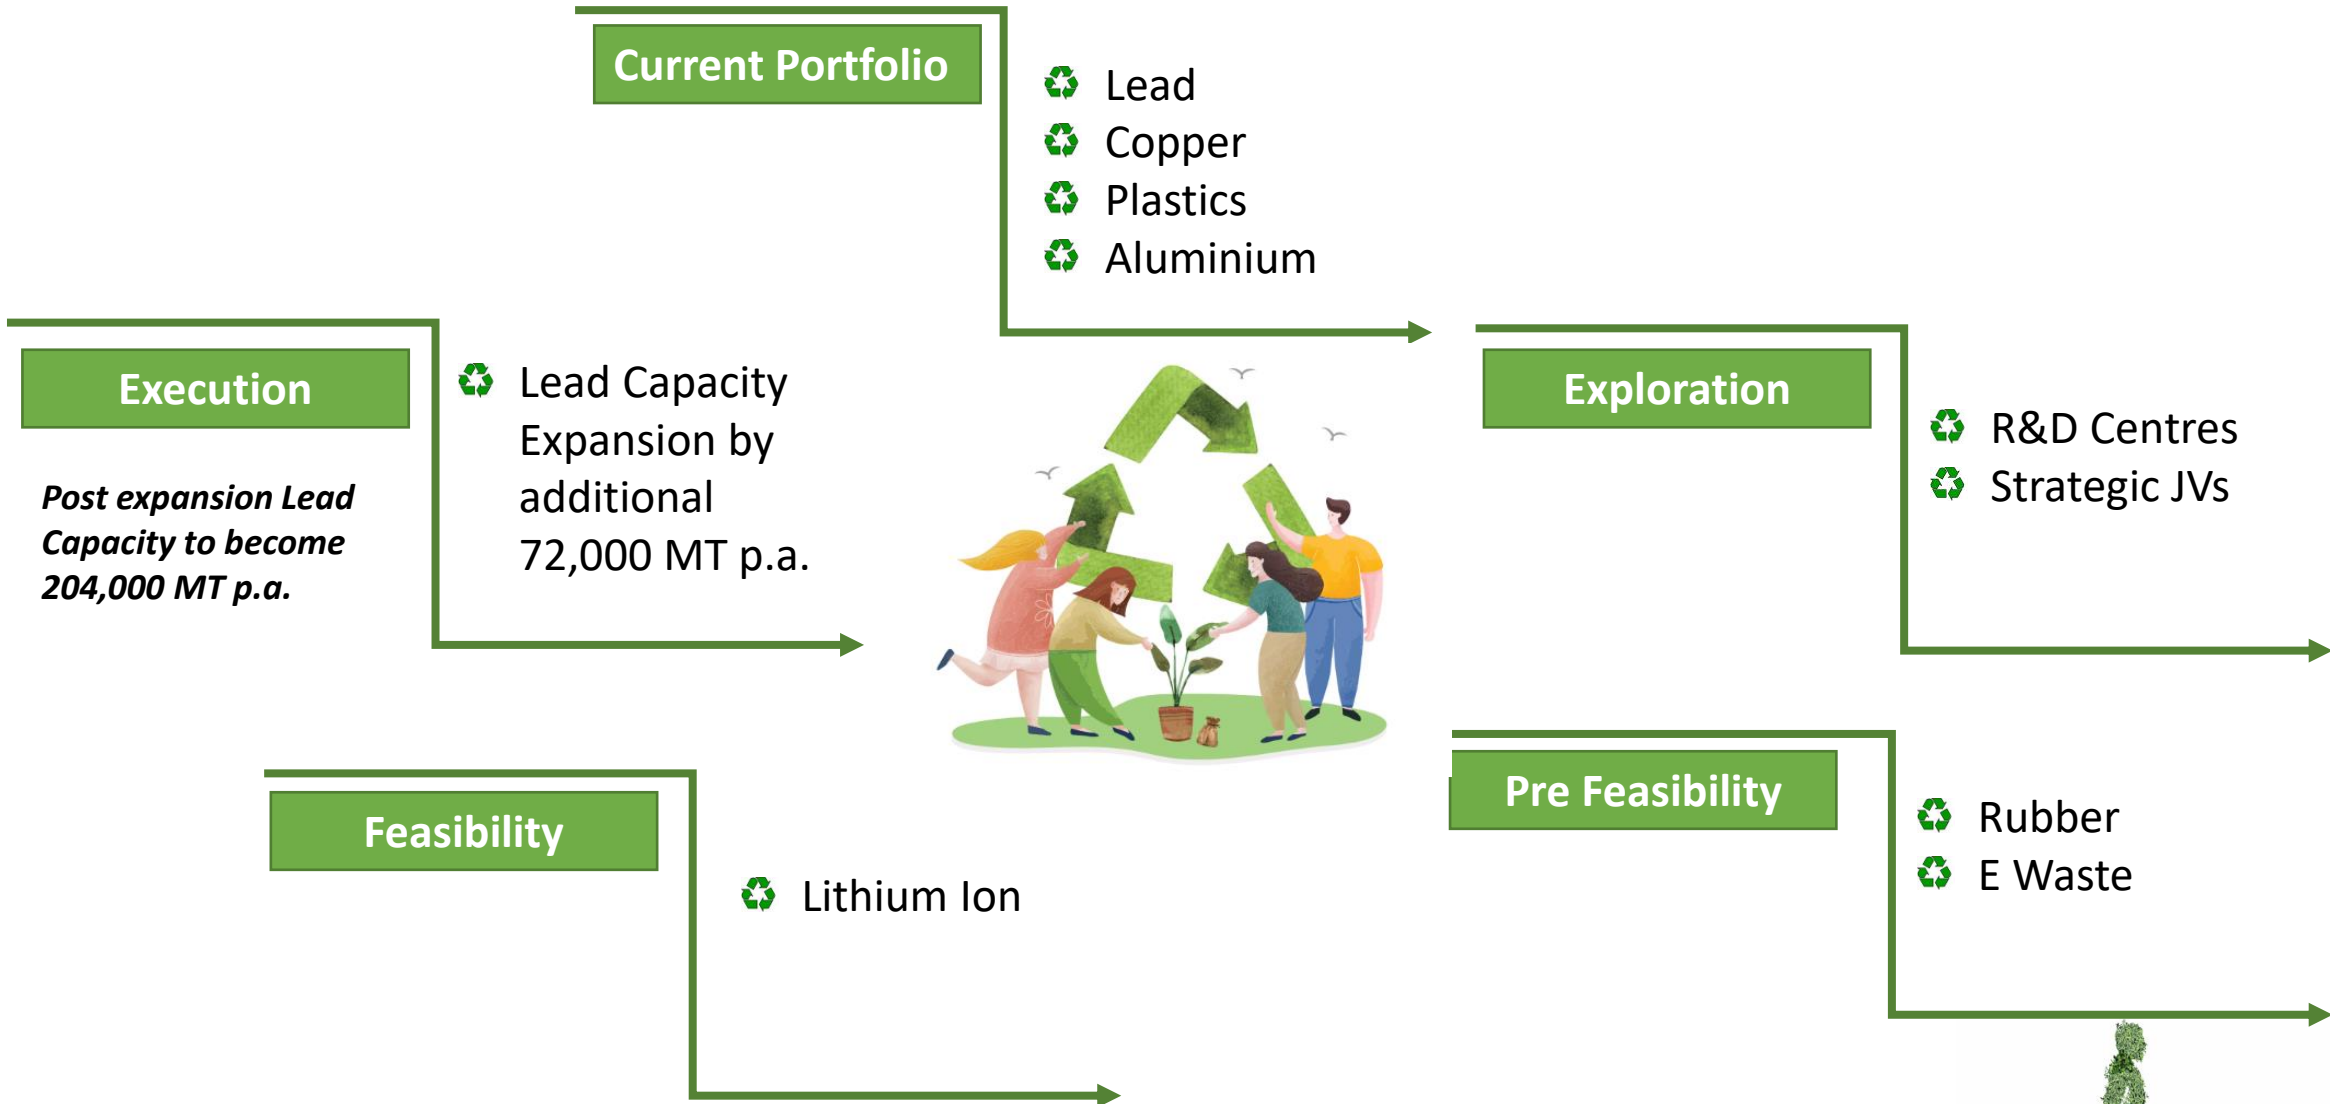 Current Portfolio
Lead
Copper
Plastics
Aluminium
Execution
Post expansion Lead
Capacity to become
204,000 MT p.a.
Lead Capacity
Expansion by
additional
72,000 MT p.a.
Exploration
R&D Centres
Strategic JVs
Feasibility
Lithium Ion
Pre Feasibility
Rubber
E Waste